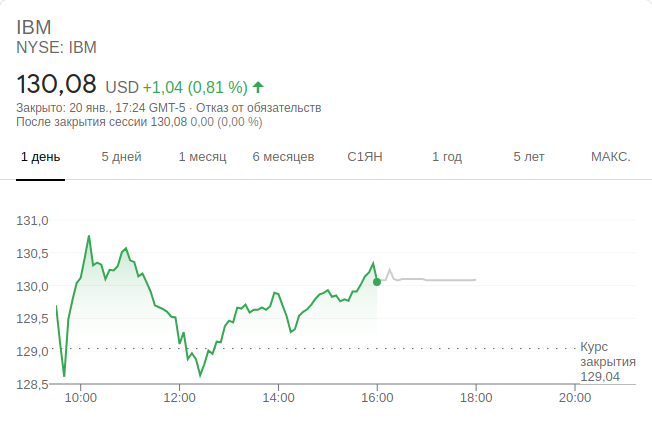 IBM
NYSE: IBM
130,08 USD +1,04 (0,81 %)
Закрыто: 20 янв., 17:24 GMT-5 · Отказ от обязательств
После закрытия сессии 130,08 0,00 (0,00 %)
1 день 5 дней 1 месяц 6 месяцев С1ЯН 1 год 5 лет МАКС.
131,0
130,5
130,0
129,5
129,0
128,5
Курс
закрытия
129,04
10:00 12:00 14:00 16:00 18:00 20:00